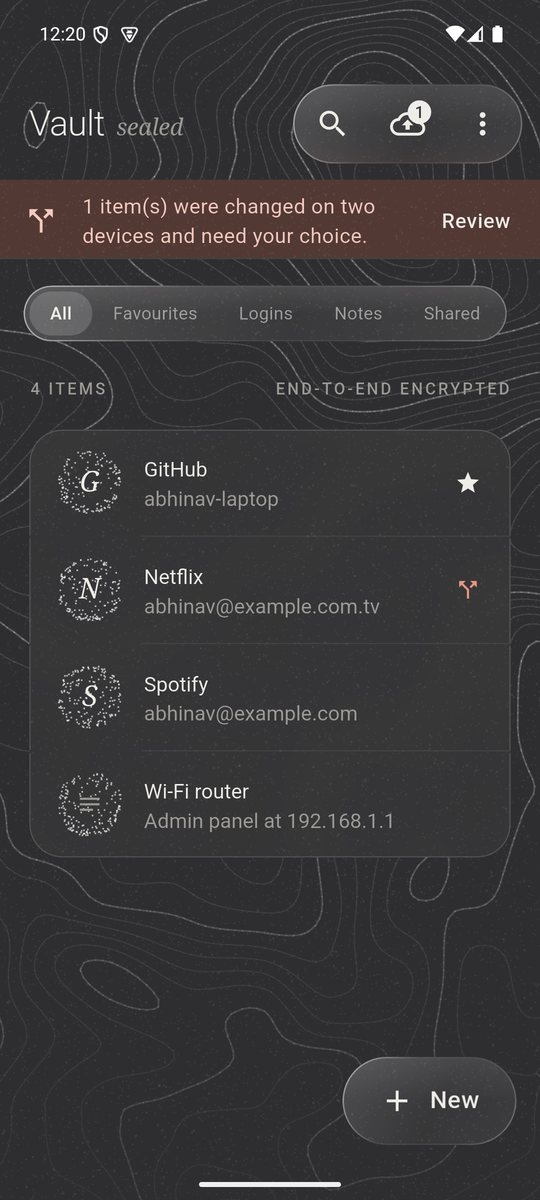 12:20
Vault sealed
1
1 item(s) were changed on two
devices and need your choice.
Review
All Favourites Logins Notes Shared
4 ITEMS END-TO-END ENCRYPTED
G
GitHub
abhinav-laptop
N
Netflix
abhinav@example.com.tv
S
Spotify
abhinav@example.com
Wi-Fi router
Admin panel at 192.168.1.1
+ New